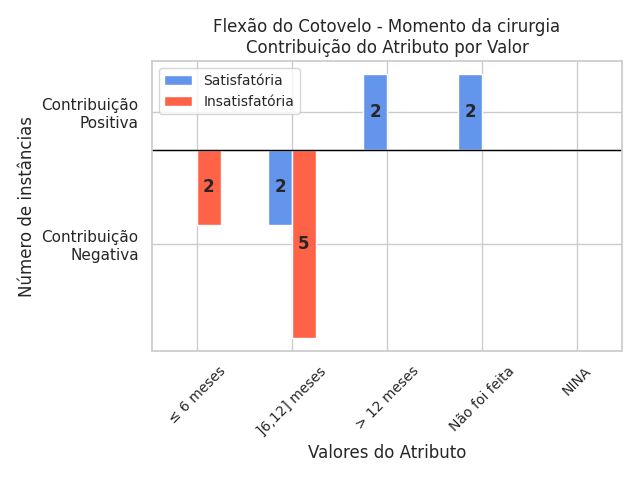 Flexão do Cotovelo - Momento da cirurgia
Contribuição do Atributo por Valor
Satisfatória
Insatisfatória
Contribuição
Positiva
Contribuição
Negativa
Número de instâncias
2
2
5
2
2
≤ 6 meses
]6,12] meses
> 12 meses
Não foi feita
NINA
Valores do Atributo